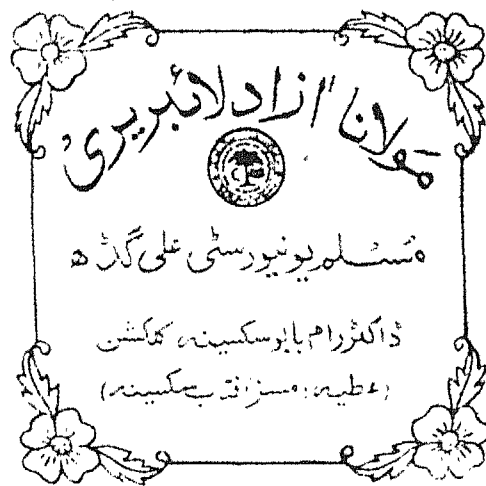 مولانا آزاد لائبریری
مسلم یونیورسٹی علی گڑھ
ڈاکٹر رام بابو سکسینہ کلکشن
(عطیہ: مسز سکسینہ)